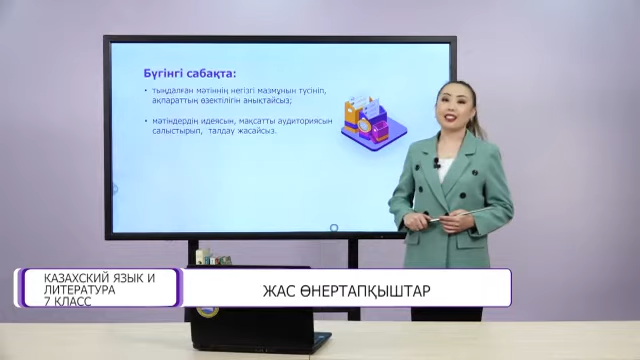 Бүгінгі сабақта:
• тыңдалған мәтіннің негізгі мазмұнын түсініп,
ақпараттың өзектілігін анықтайсыз;
• мәтіндердің идеясын, мақсатты аудиториясын
салыстырып, талдау жасайсыз.
КАЗАХСКИЙ ЯЗЫК И
ЛИТЕРАТУРА
7 КЛАСС
ЖАС ӨНЕРТАПҚЫШТАР